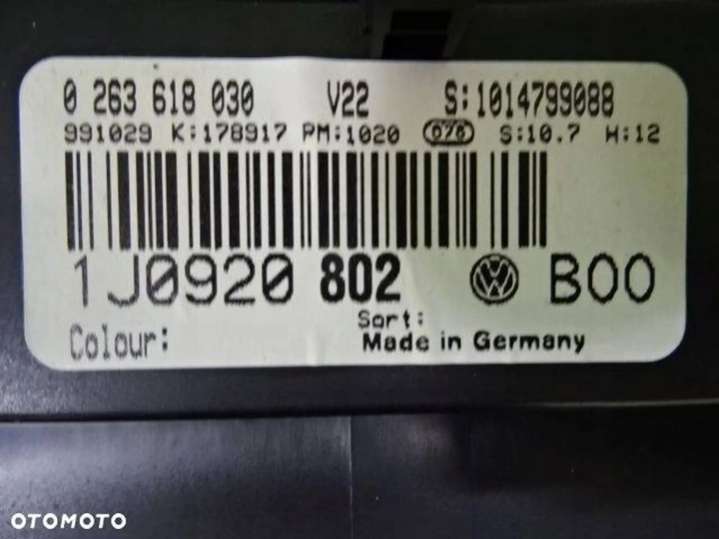 0 263 618 030 V22 S:1014799088
991029 K:178917 PM:1020 076 S:10.7 H:12
1J0920 802 VW B00
Sort:
Colour: Made in Germany
OTOMOTO